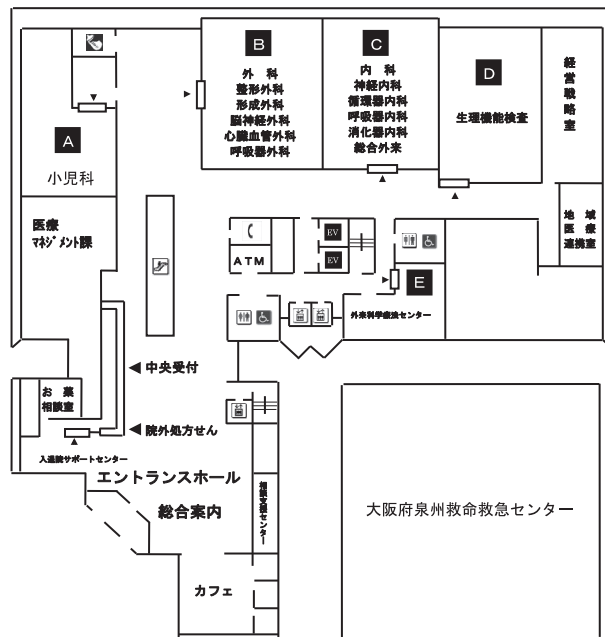 A
小児科
B
外 科
整形外科
形成外科
脳神経外科
心臓血管外科
呼吸器外科
C
内 科
神経内科
循環器内科
呼吸器内科
消化器内科
総合外来
D
生理機能検査
経営戦略室
地域医療連携室
医療
マネジメント課
ATM
EV
EV
E
外来科学療法センター
中央受付
お薬
相談室
院外処方せん
入退院サポートセンター
エントランスホール
総合案内
相談支援センター
カフェ
大阪府泉州救命救急センター